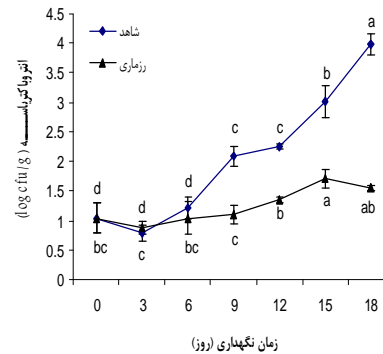 4.5
4
3.5
3
2.5
2
1.5
1
0.5
0
انتروباکتریاســـه (log cfu/g)
شاهد
رزماری
d d d c c b a
bc c bc c b a ab
0 3 6 9 12 15 18
زمان نگهداری (روز)